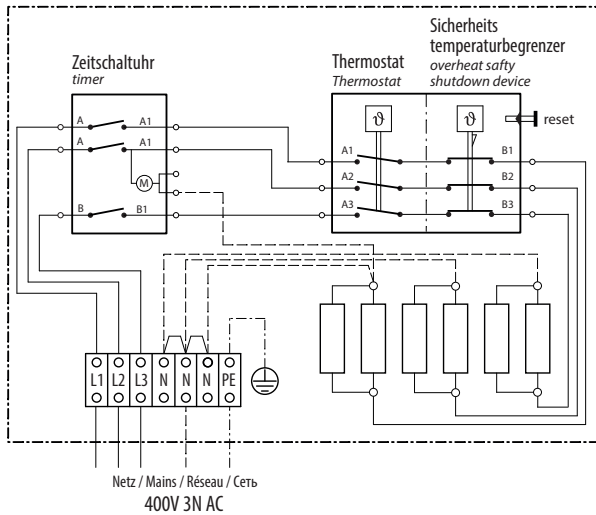 Sicherheits
temperaturbegrenzer
overheat safty
shutdown device
Zeitschaltuhr
timer
Thermostat
Thermostat
ϑ
ϑ
reset
A A1
A A1
M
B B1
A1 B1
A2 B2
A3 B3
L1 L2 L3 N N N PE
Netz / Mains / Réseau / Сеть
400V 3N AC